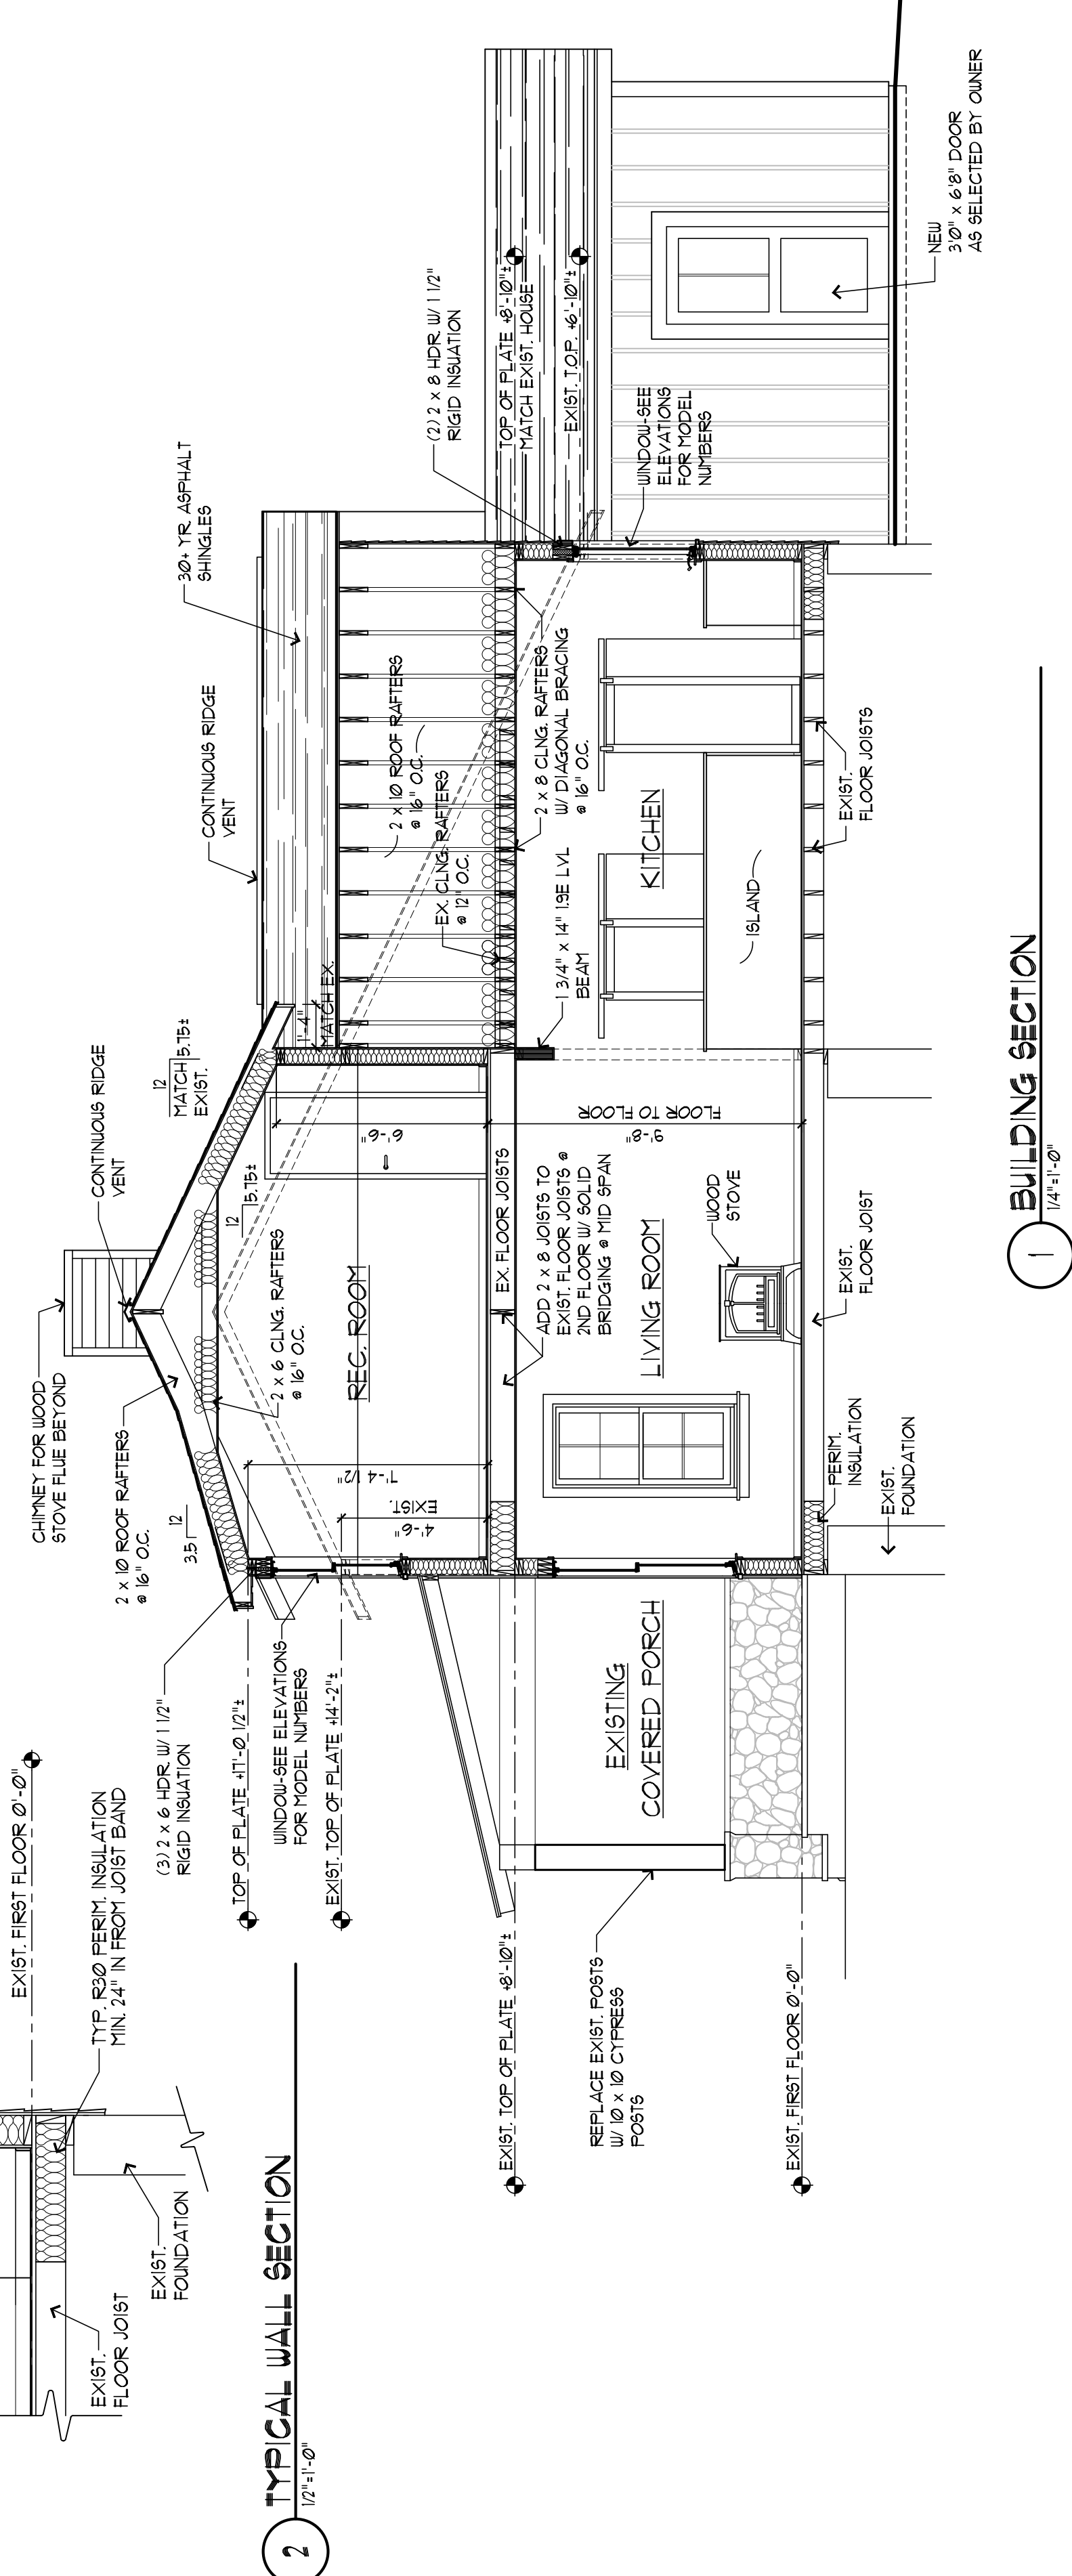 EXIST. FIRST FLOOR 0'-0"
TYP. R30 PERIM. INSULATION
MIN. 24" IN FROM JOIST BAND
EXIST.
FOUNDATION
EXIST.
FLOOR JOIST
2
TYPICAL WALL SECTION
1/2"=1'-0"
CHIMNEY FOR WOOD
STOVE FLUE BEYOND
CONTINUOUS RIDGE
VENT
2 x 10 ROOF RAFTERS
@ 16" O.C.
3.5
12
12
MATCH 5.75±
EXIST.
12
5.75±
(3) 2 x 6 HDR. W/ 1 1/2"
RIGID INSUATION
TOP OF PLATE +17'-0 1/2"±
WINDOW-SEE ELEVATIONS
FOR MODEL NUMBERS
EXIST. TOP OF PLATE +14'-2"±
2 x 6 CLNG. RAFTERS
@ 16" O.C.
REC. ROOM
7'-4 1/2"
4'-6"
EXIST.
6'-6"
1'-4"
MATCH EX.
CONTINUOUS RIDGE
VENT
30+ YR. ASPHALT
SHINGLES
2 x 10 ROOF RAFTERS
@ 16" O.C.
EX. CLNG. RAFTERS
@ 12" O.C.
(2) 2 x 8 HDR. W/ 1 1/2"
RIGID INSUATION
TOP OF PLATE +8'-10"±
MATCH EXIST. HOUSE
EXIST. T.O.P. +6'-10"±
WINDOW-SEE
ELEVATIONS
FOR MODEL
NUMBERS
2 x 8 CLNG. RAFTERS
W/ DIAGONAL BRACING
@ 16" O.C.
1 3/4" x 14" 1.9E LVL
BEAM
EX. FLOOR JOISTS
ADD 2 x 8 JOISTS TO
EXIST. FLOOR JOISTS @
2ND FLOOR W/ SOLID
BRIDGING @ MID SPAN
9'-8"
FLOOR TO FLOOR
LIVING ROOM
WOOD
STOVE
KITCHEN
ISLAND
EXIST. TOP OF PLATE +8'-10"±
REPLACE EXIST. POSTS
W/ 10 x 10 CYPRESS
POSTS
EXISTING
COVERED PORCH
EXIST. FIRST FLOOR 0'-0"
PERIM.
INSULATION
EXIST.
FOUNDATION
EXIST.
FLOOR JOIST
EXIST.
FLOOR JOISTS
NEW
3'0" x 6'8" DOOR
AS SELECTED BY OWNER
1
BUILDING SECTION
1/4"=1'-0"